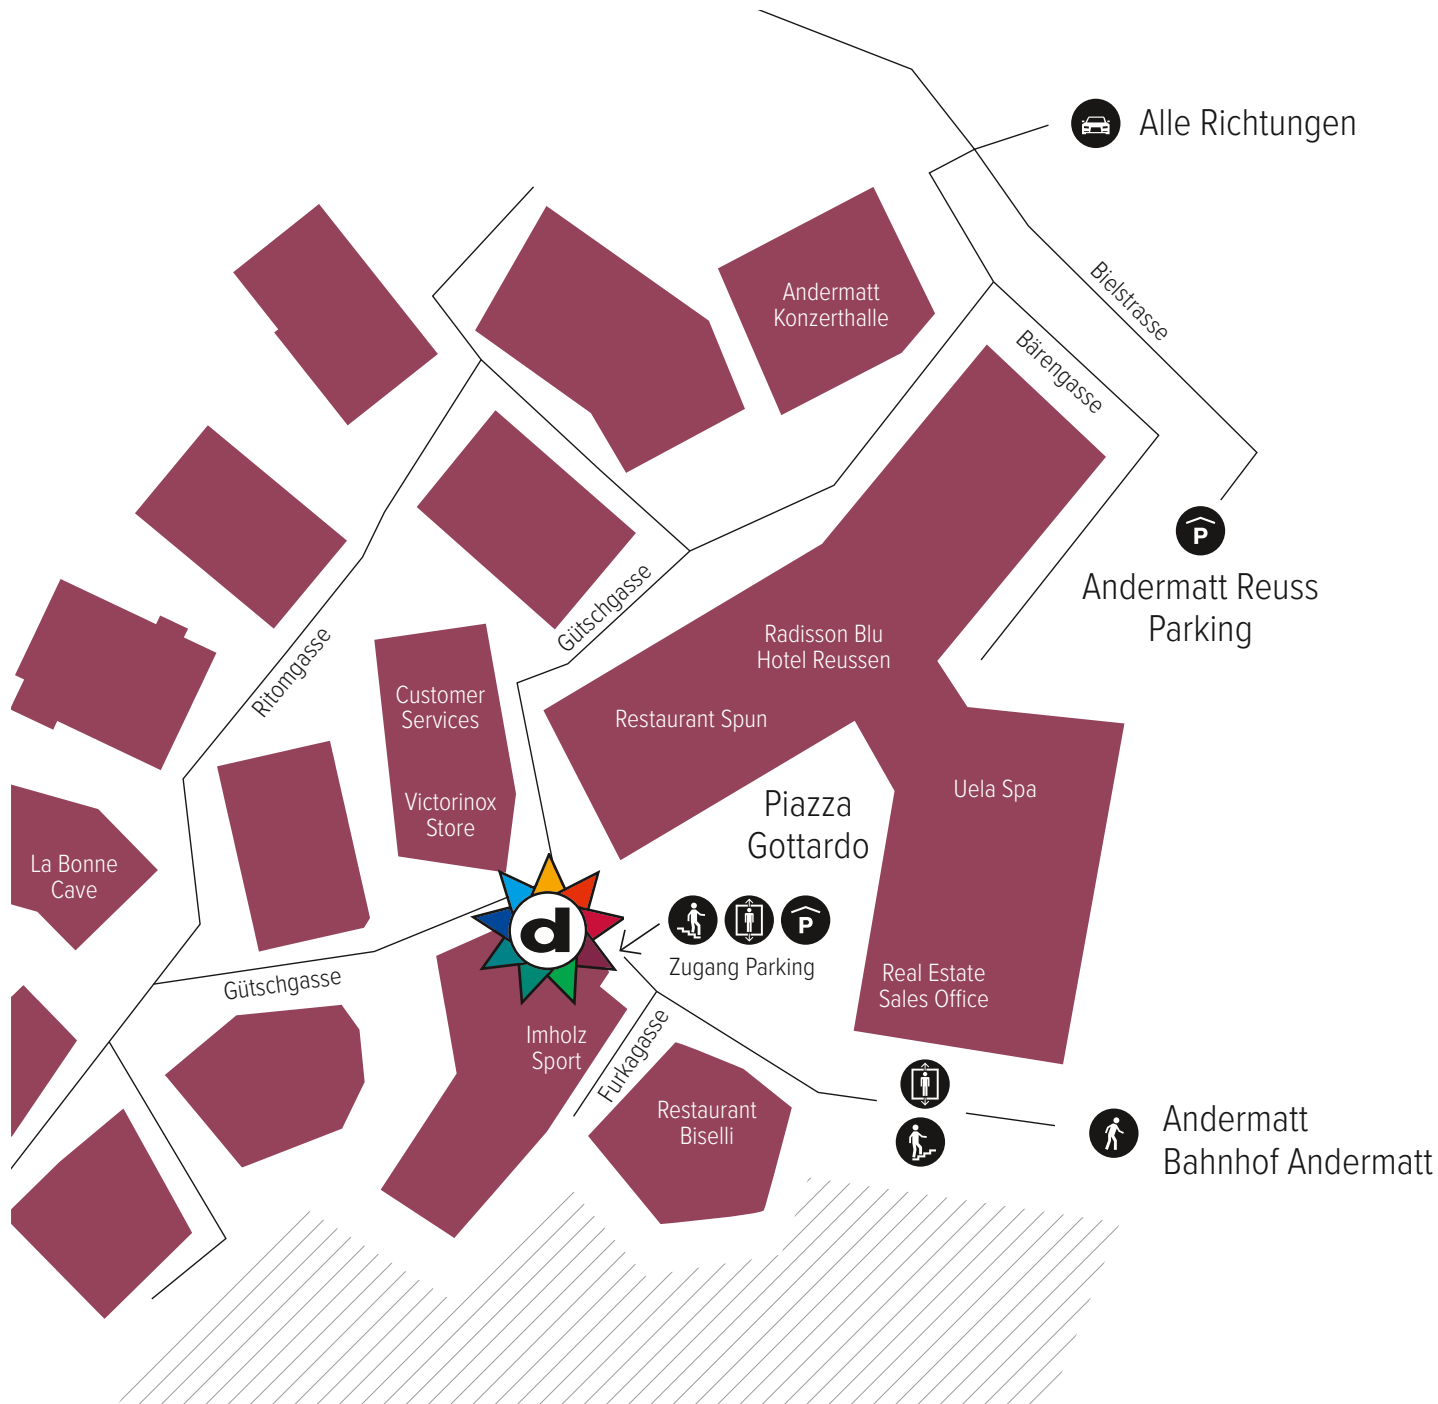 Alle Richtungen
Bielstrasse
Andermatt
Konzerthalle
Bärengasse
P
Andermatt Reuss
Parking
Gütschgasse
Ritomgasse
Radisson Blu
Hotel Reussen
Customer
Services
Restaurant Spun
Uela Spa
Victorinox
Store
Piazza
Gottardo
La Bonne
Cave
d
P
Zugang Parking
Gütschgasse
Real Estate
Sales Office
Imholz
Sport
Furkagasse
Restaurant
Biselli
Andermatt
Bahnhof Andermatt